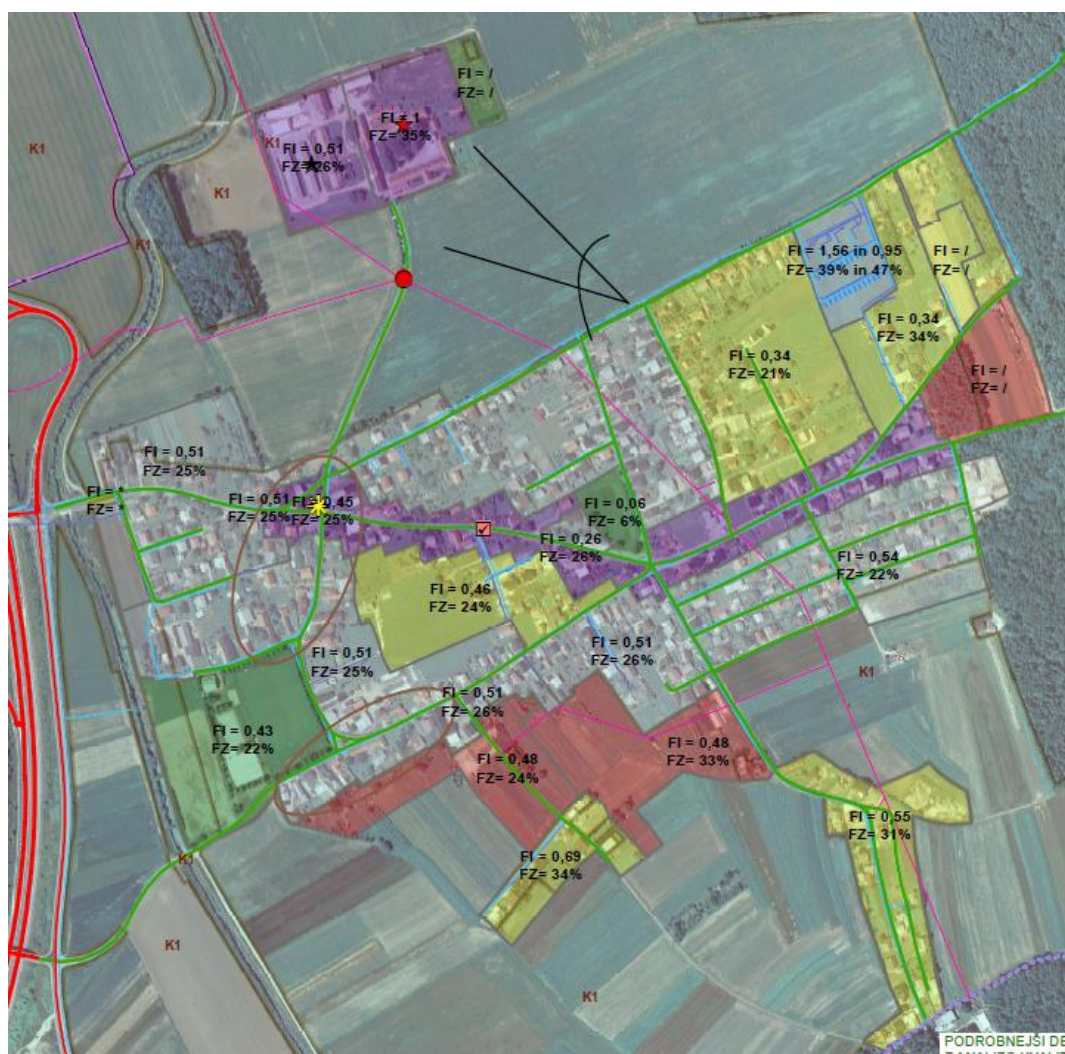 FI = /
FZ= /
FI = 1
FZ= 35%
K1
K1
FI = 0,51
FZ= 26%
K1
K1
FI = 1,56 in 0,95
FZ= 39% in 47%
FI = /
FZ= /
FI = 0,34
FZ= 34%
FI = 0,34
FZ= 21%
FI = /
FZ= /
FI = 0,51
FZ= 25%
FI = *
FZ= *
FI = 0,51
FZ= 25%
FI = 0,45
FZ= 25%
FI = 0,06
FZ= 6%
FI = 0,26
FZ= 26%
FI = 0,54
FZ= 22%
FI = 0,46
FZ= 24%
FI = 0,51
FZ= 25%
FI = 0,51
FZ= 26%
K1
FI = 0,51
FZ= 26%
FI = 0,43
FZ= 22%
FI = 0,48
FZ= 24%
FI = 0,48
FZ= 33%
FI = 0,55
FZ= 31%
K1
FI = 0,69
FZ= 34%
K1
K1
PODROBNEJŠI DE